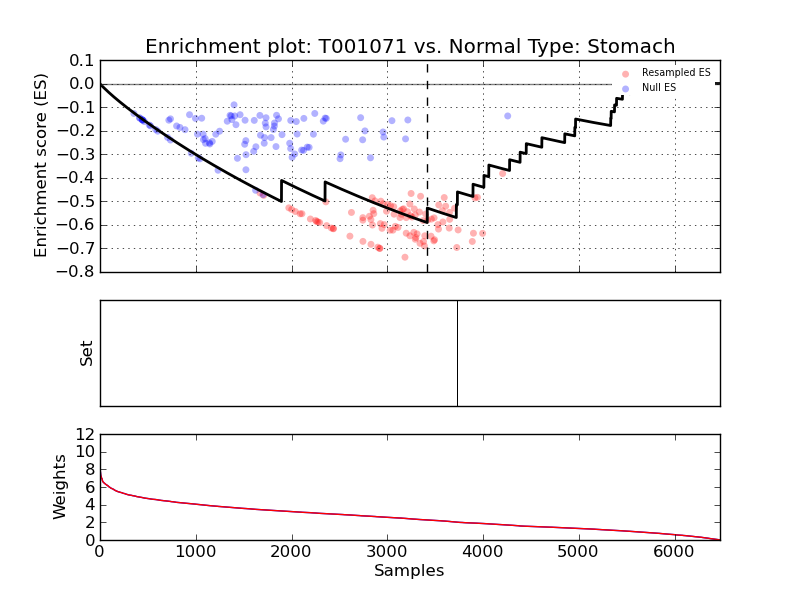 Enrichment plot: T001071 vs. Normal Type: Stomach
Enrichment score (ES)
0.1
0.0
−0.1
−0.2
−0.3
−0.4
−0.5
−0.6
−0.7
−0.8
Resampled ES
Null ES
Set
Weights
12
10
8
6
4
2
0
0 1000 2000 3000 4000 5000 6000
Samples